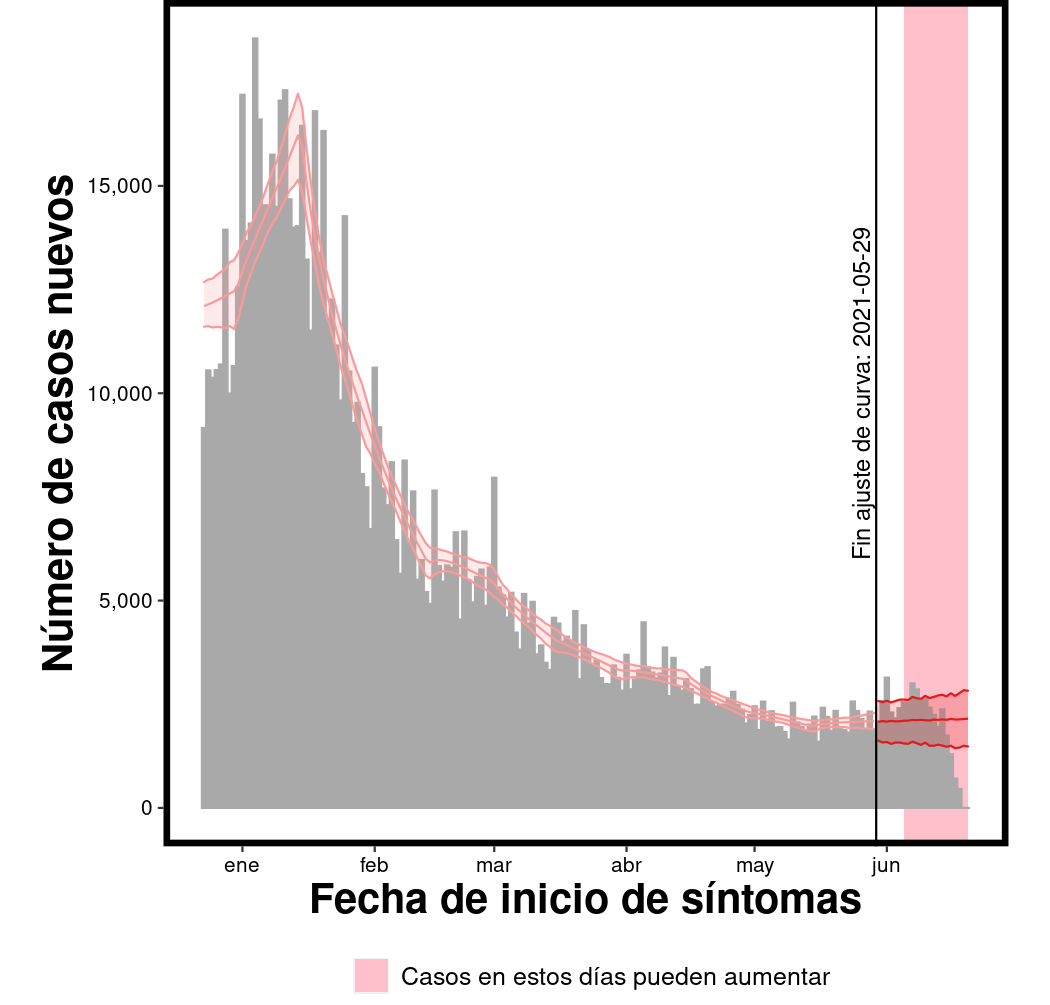 Número de casos nuevos
15,000
10,000
5,000
0
Fin ajuste de curva: 2021-05-29
ene feb mar abr may jun
Fecha de inicio de síntomas
Casos en estos días pueden aumentar